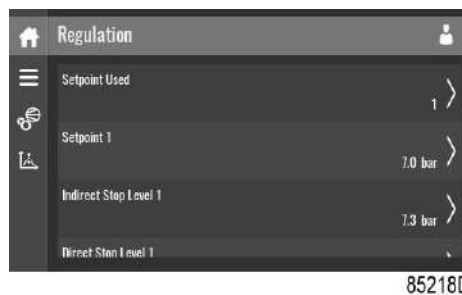 Regulation
Setpoint Used
1
Setpoint 1
7.0 bar
Indirect Stop Level 1
7.3 bar
Direct Stop Level 1
85218D